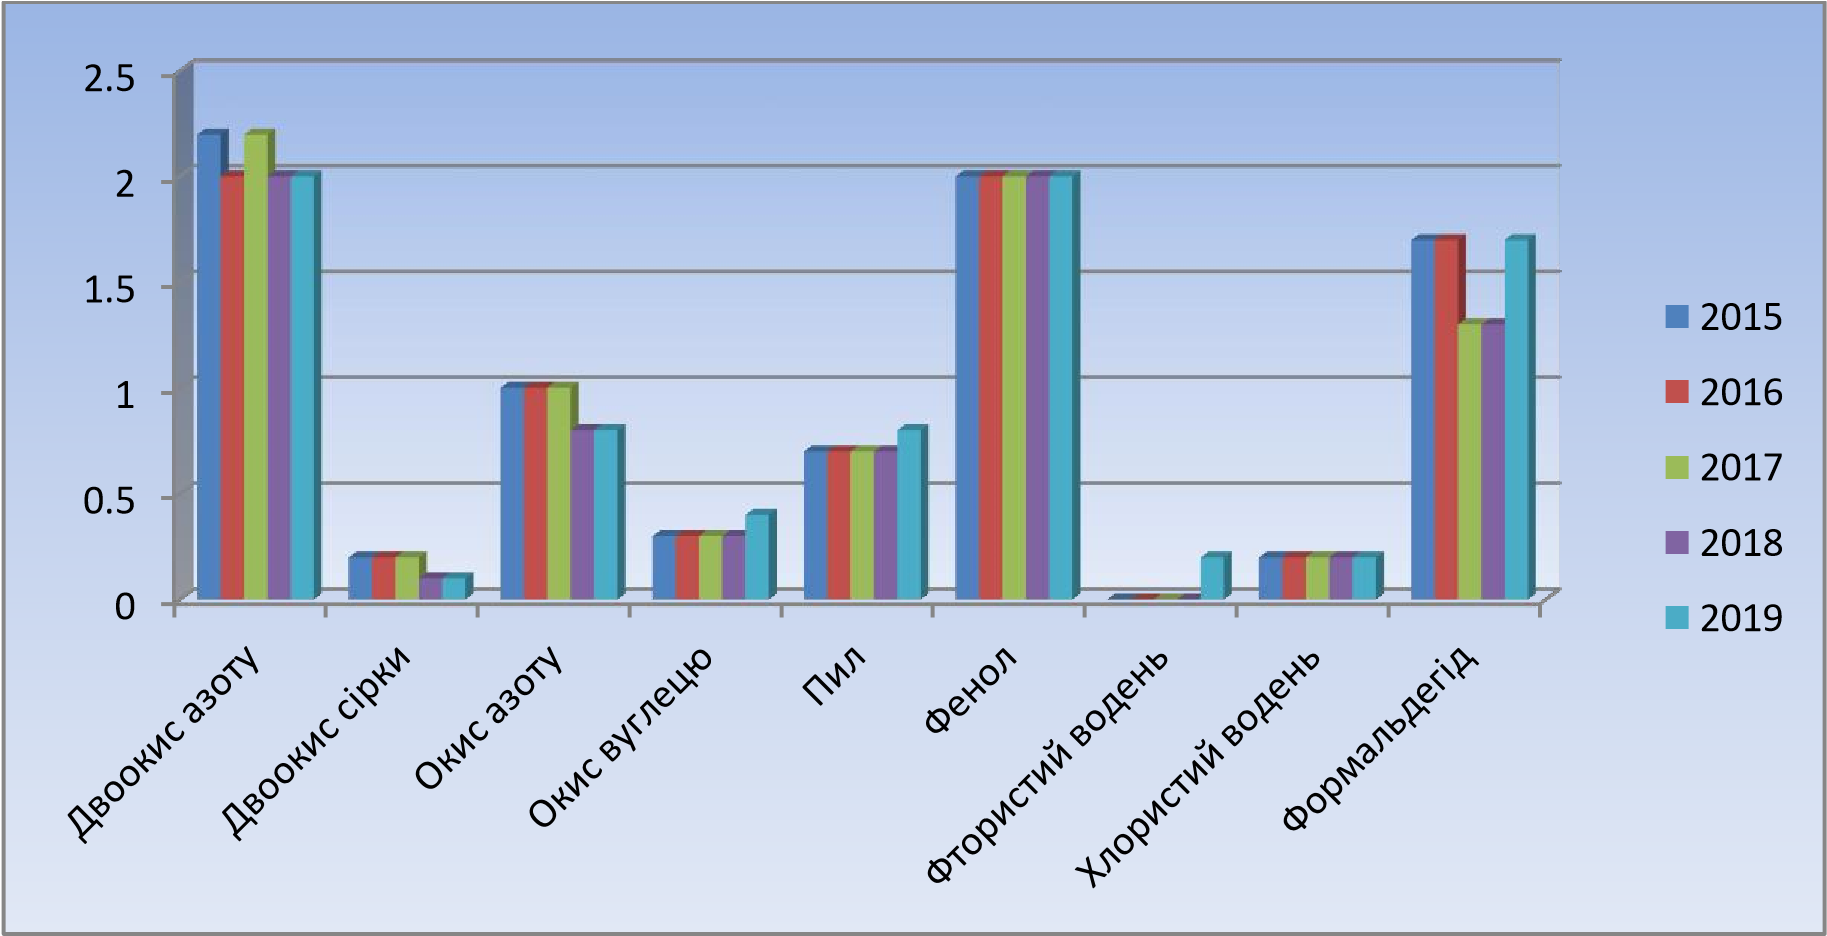 2.5
2
1.5
1
0.5
0
Двоокис азоту
Двоокис сірки
Окис азоту
Окис вуглецю
Пил
Фенол
Фтористий водень
Хлористий водень
Формальдегід
2015
2016
2017
2018
2019